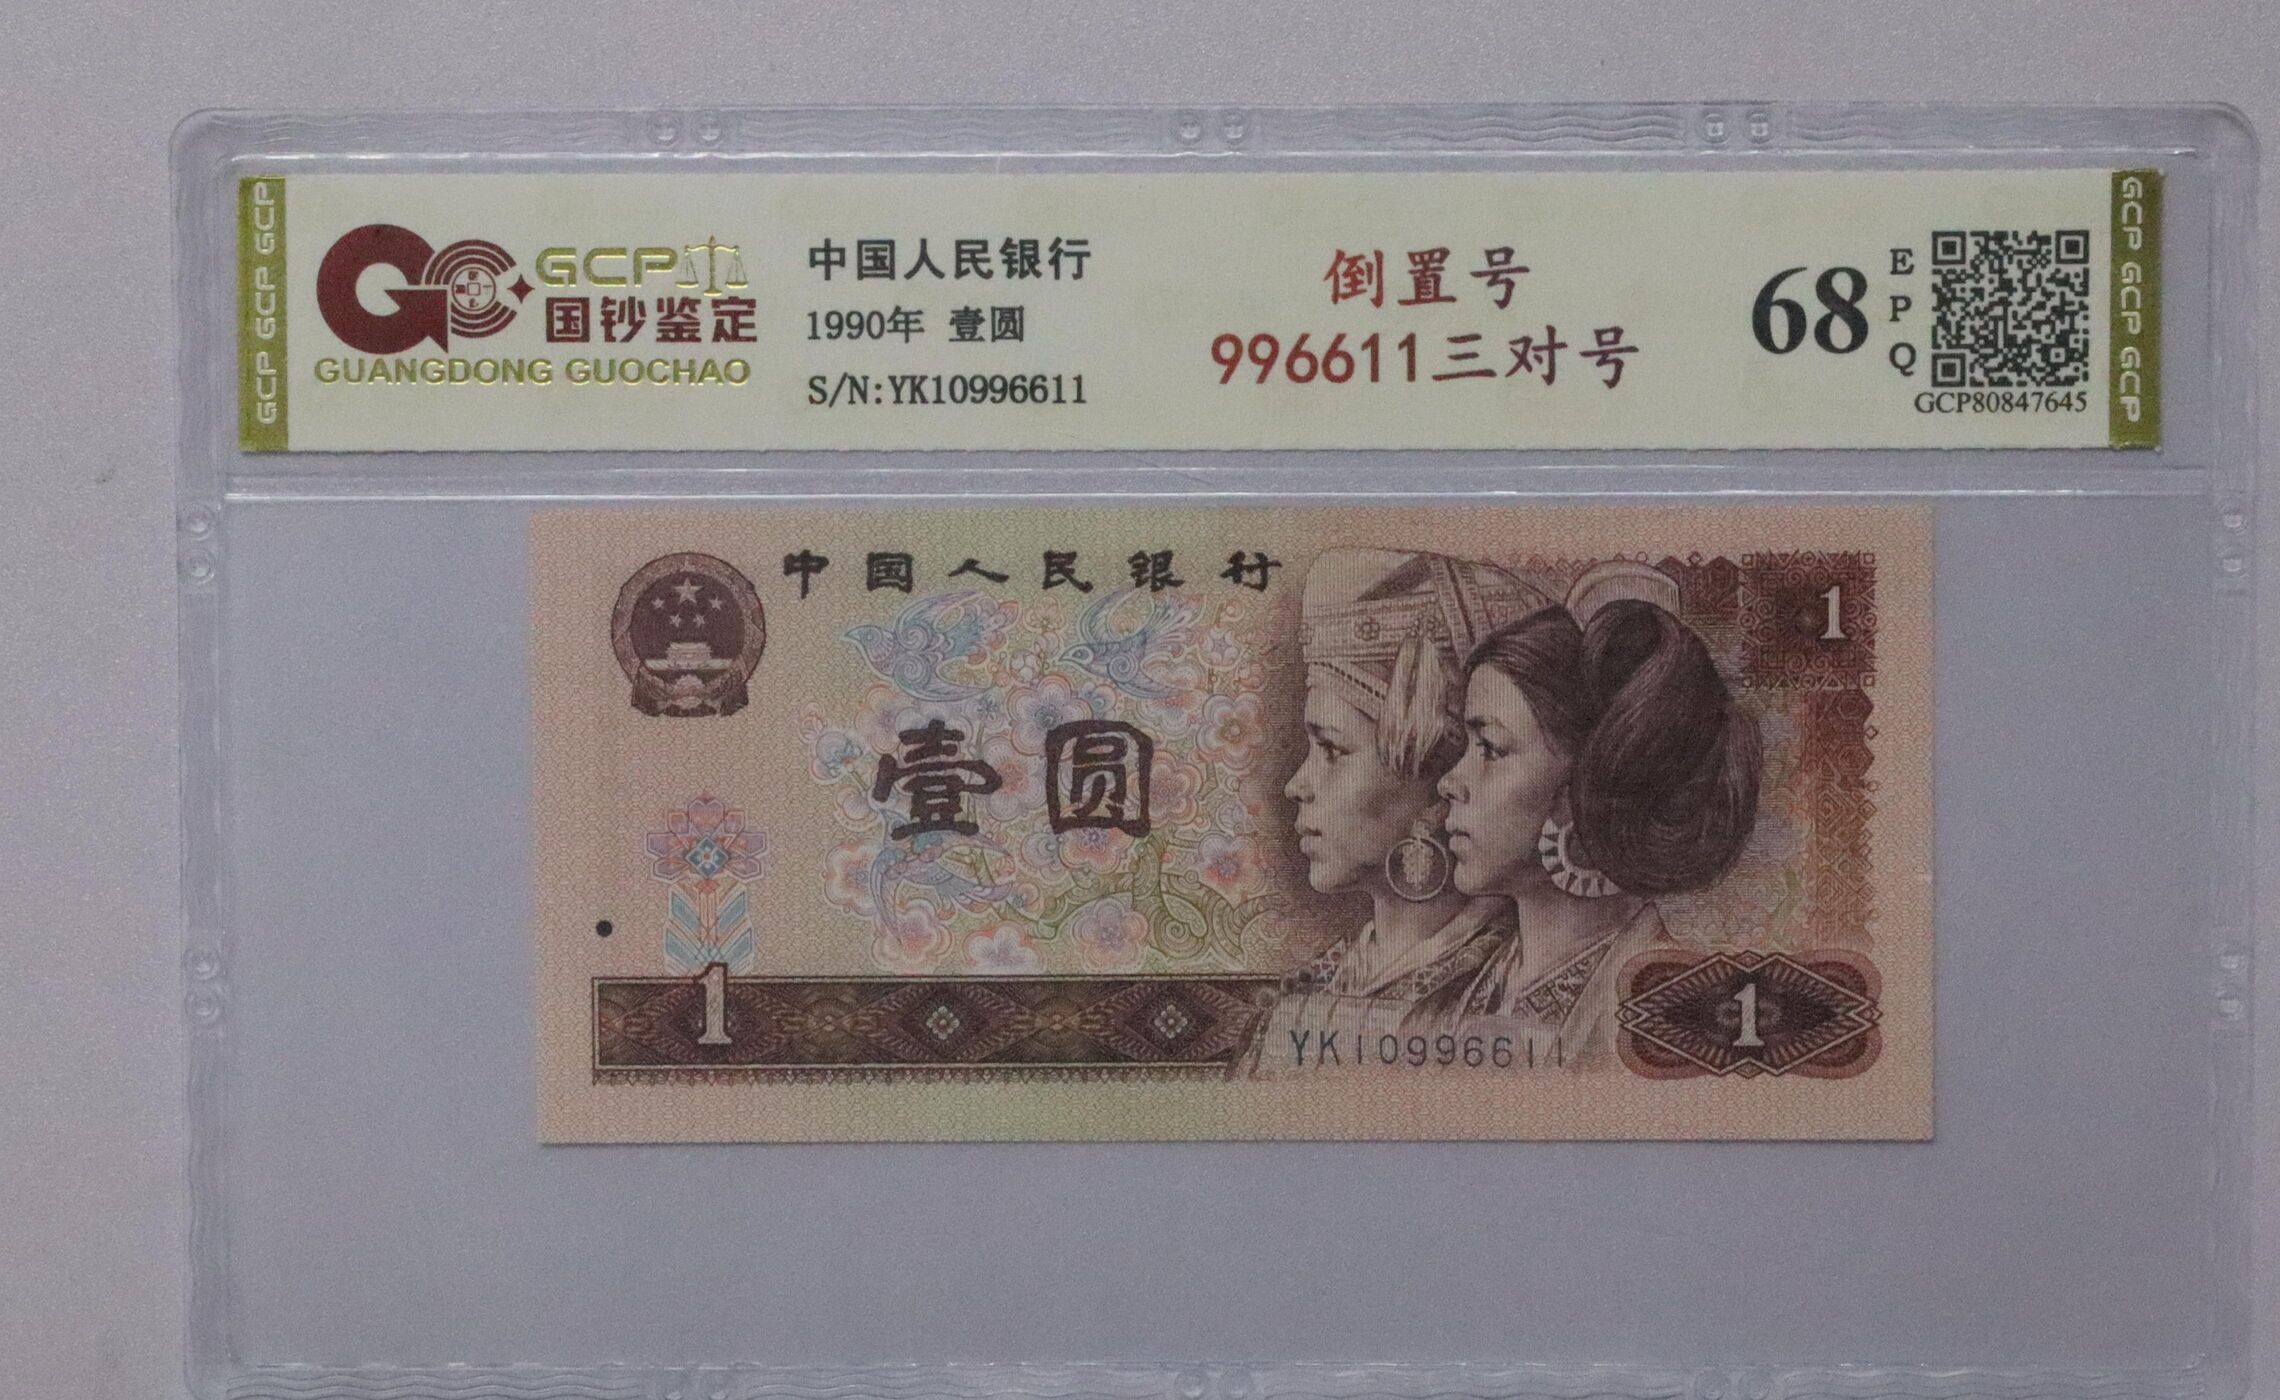 GCP GCP GCP
GCP
国钞鉴定
GUANGDONG GUOCHAO
中国人民银行
1990年 壹圆
S/N:YK10996611
倒置号
996611三对号
68
EPQ
GCP80847645
GCP GCP GCP
中国人民银行
1
壹圆
1
YK10996611
1